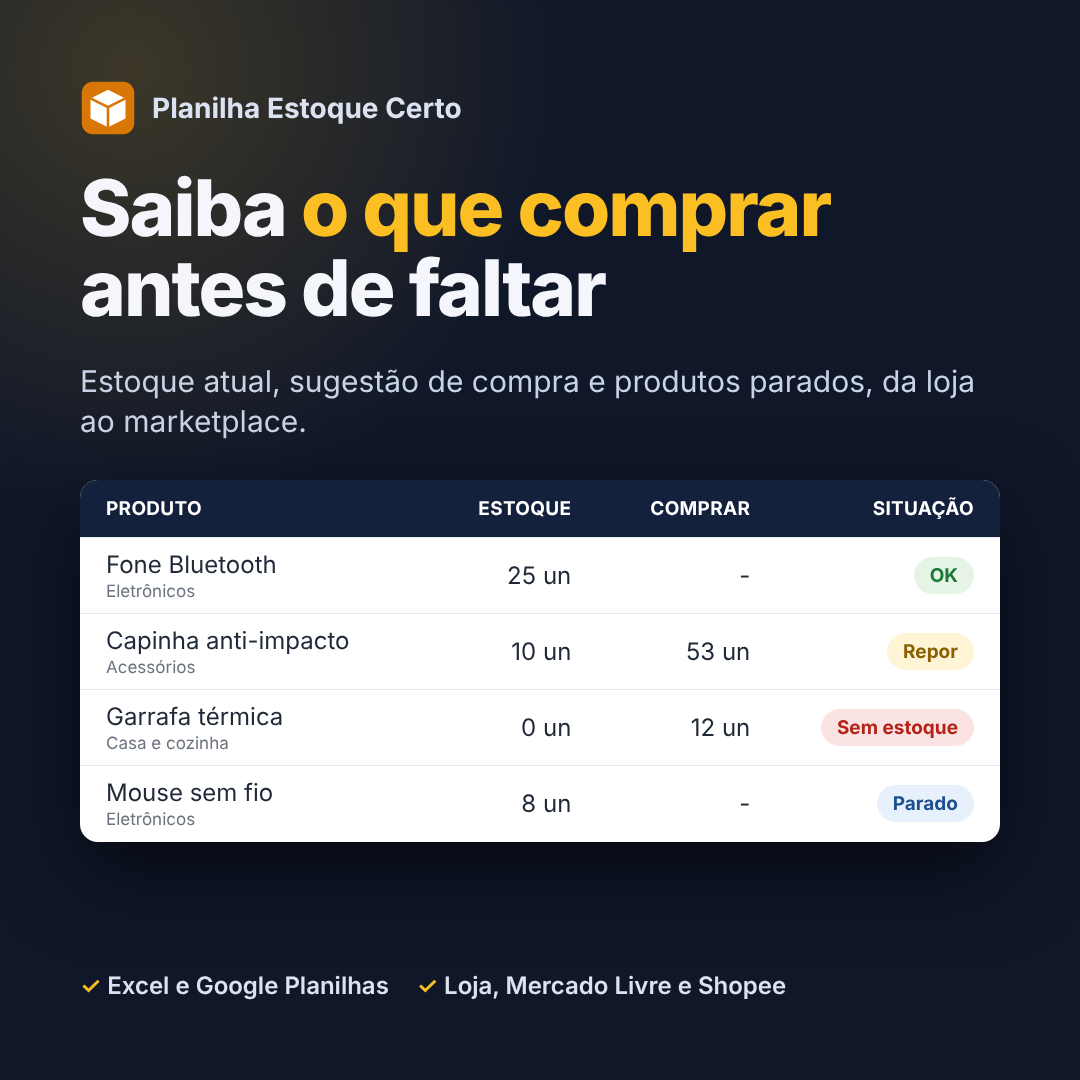 Planilha Estoque Certo
Saiba o que comprar
antes de faltar
Estoque atual, sugestão de compra e produtos parados, da loja
ao marketplace.
PRODUTO ESTOQUE COMPRAR SITUAÇÃO
Fone Bluetooth 25 un - OK
Eletrônicos
Capinha anti-impacto 10 un 53 un Repor
Acessórios
Garrafa térmica 0 un 12 un Sem estoque
Casa e cozinha
Mouse sem fio 8 un - Parado
Eletrônicos
✓ Excel e Google Planilhas ✓ Loja, Mercado Livre e Shopee